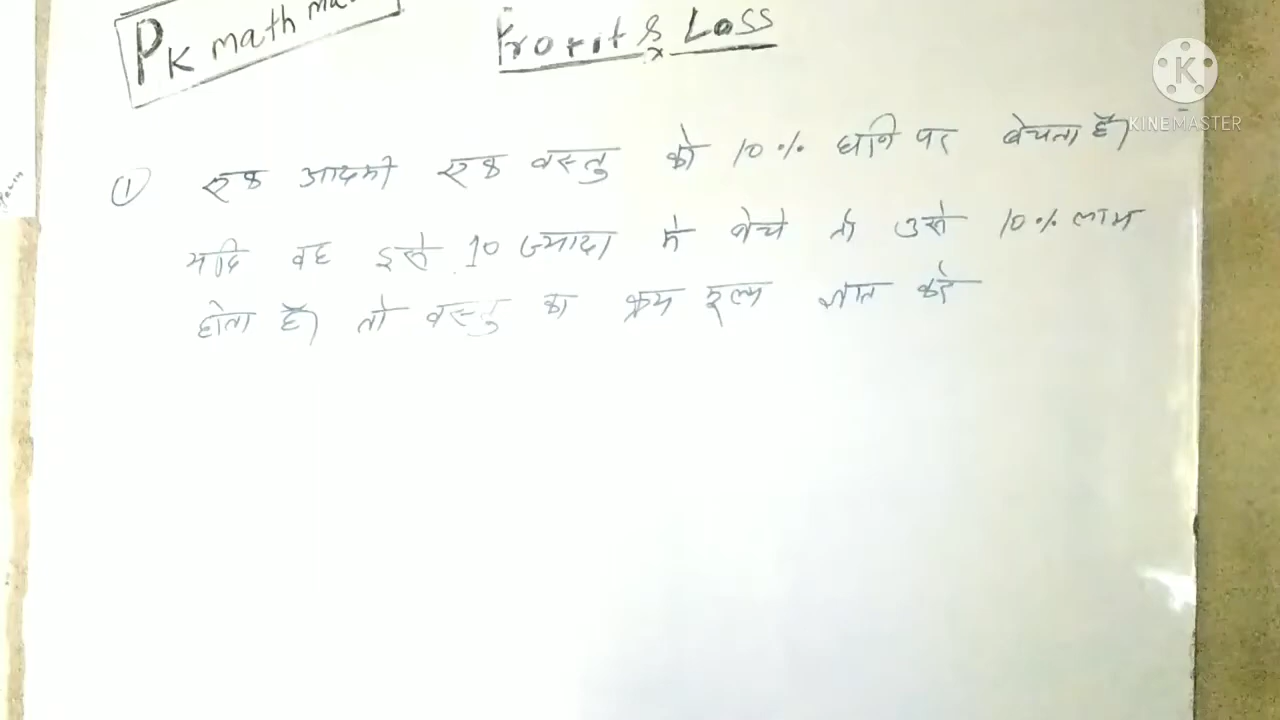 PK math ma
Profit & Loss
KINEMASTER
① एक आदमी एक वस्तु को 10% हानि पर बेचता है।
यदि वह इसे 10 ज्यादा मे बेचे तो उसे 10% लाभ
होता है। तो वस्तु का क्रय मूल्य ज्ञात करे